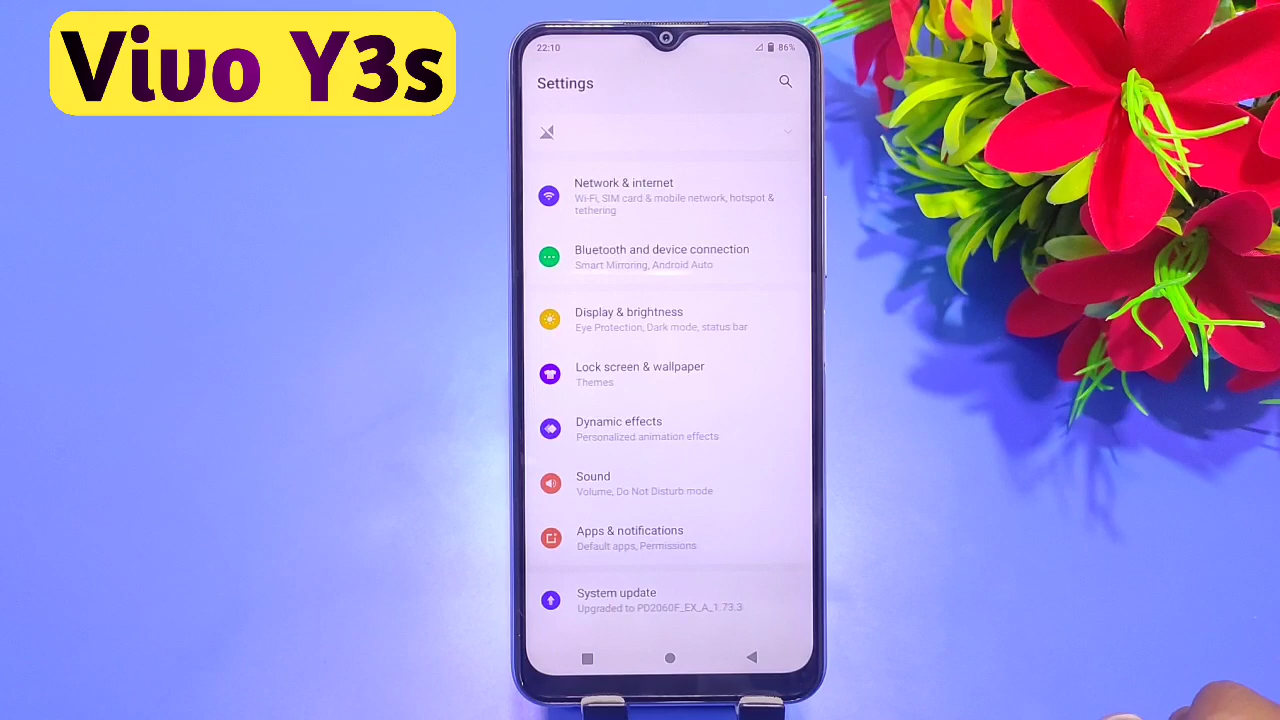 Vivo Y3s
22:10
86%
Settings
Network & internet
Wi-Fi, SIM card & mobile network, hotspot &
tethering
Bluetooth and device connection
Smart Mirroring, Android Auto
Display & brightness
Eye Protection, Dark mode, status bar
Lock screen & wallpaper
Themes
Dynamic effects
Personalized animation effects
Sound
Volume, Do Not Disturb mode
Apps & notifications
Default apps, Permissions
System update
Upgraded to PD2060F_EX_A_1.73.3